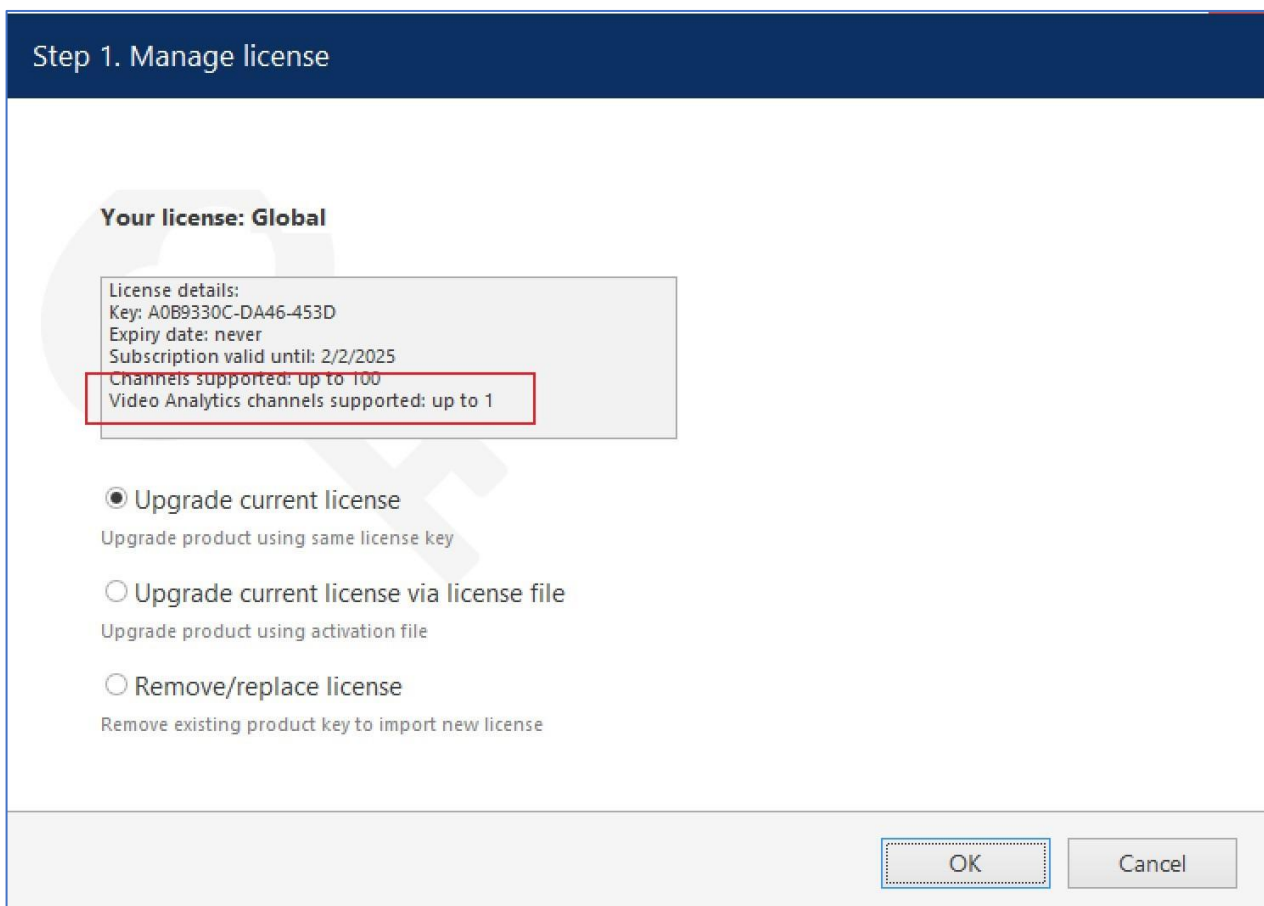 Step 1. Manage license
Your license: Global
License details:
Key: A0B9330C-DA46-453D
Expiry date: never
Subscription valid until: 2/2/2025
Channels supported: up to 100
Video Analytics channels supported: up to 1
Upgrade current license
Upgrade product using same license key
Upgrade current license via license file
Upgrade product using activation file
Remove/replace license
Remove existing product key to import new license
OK
Cancel